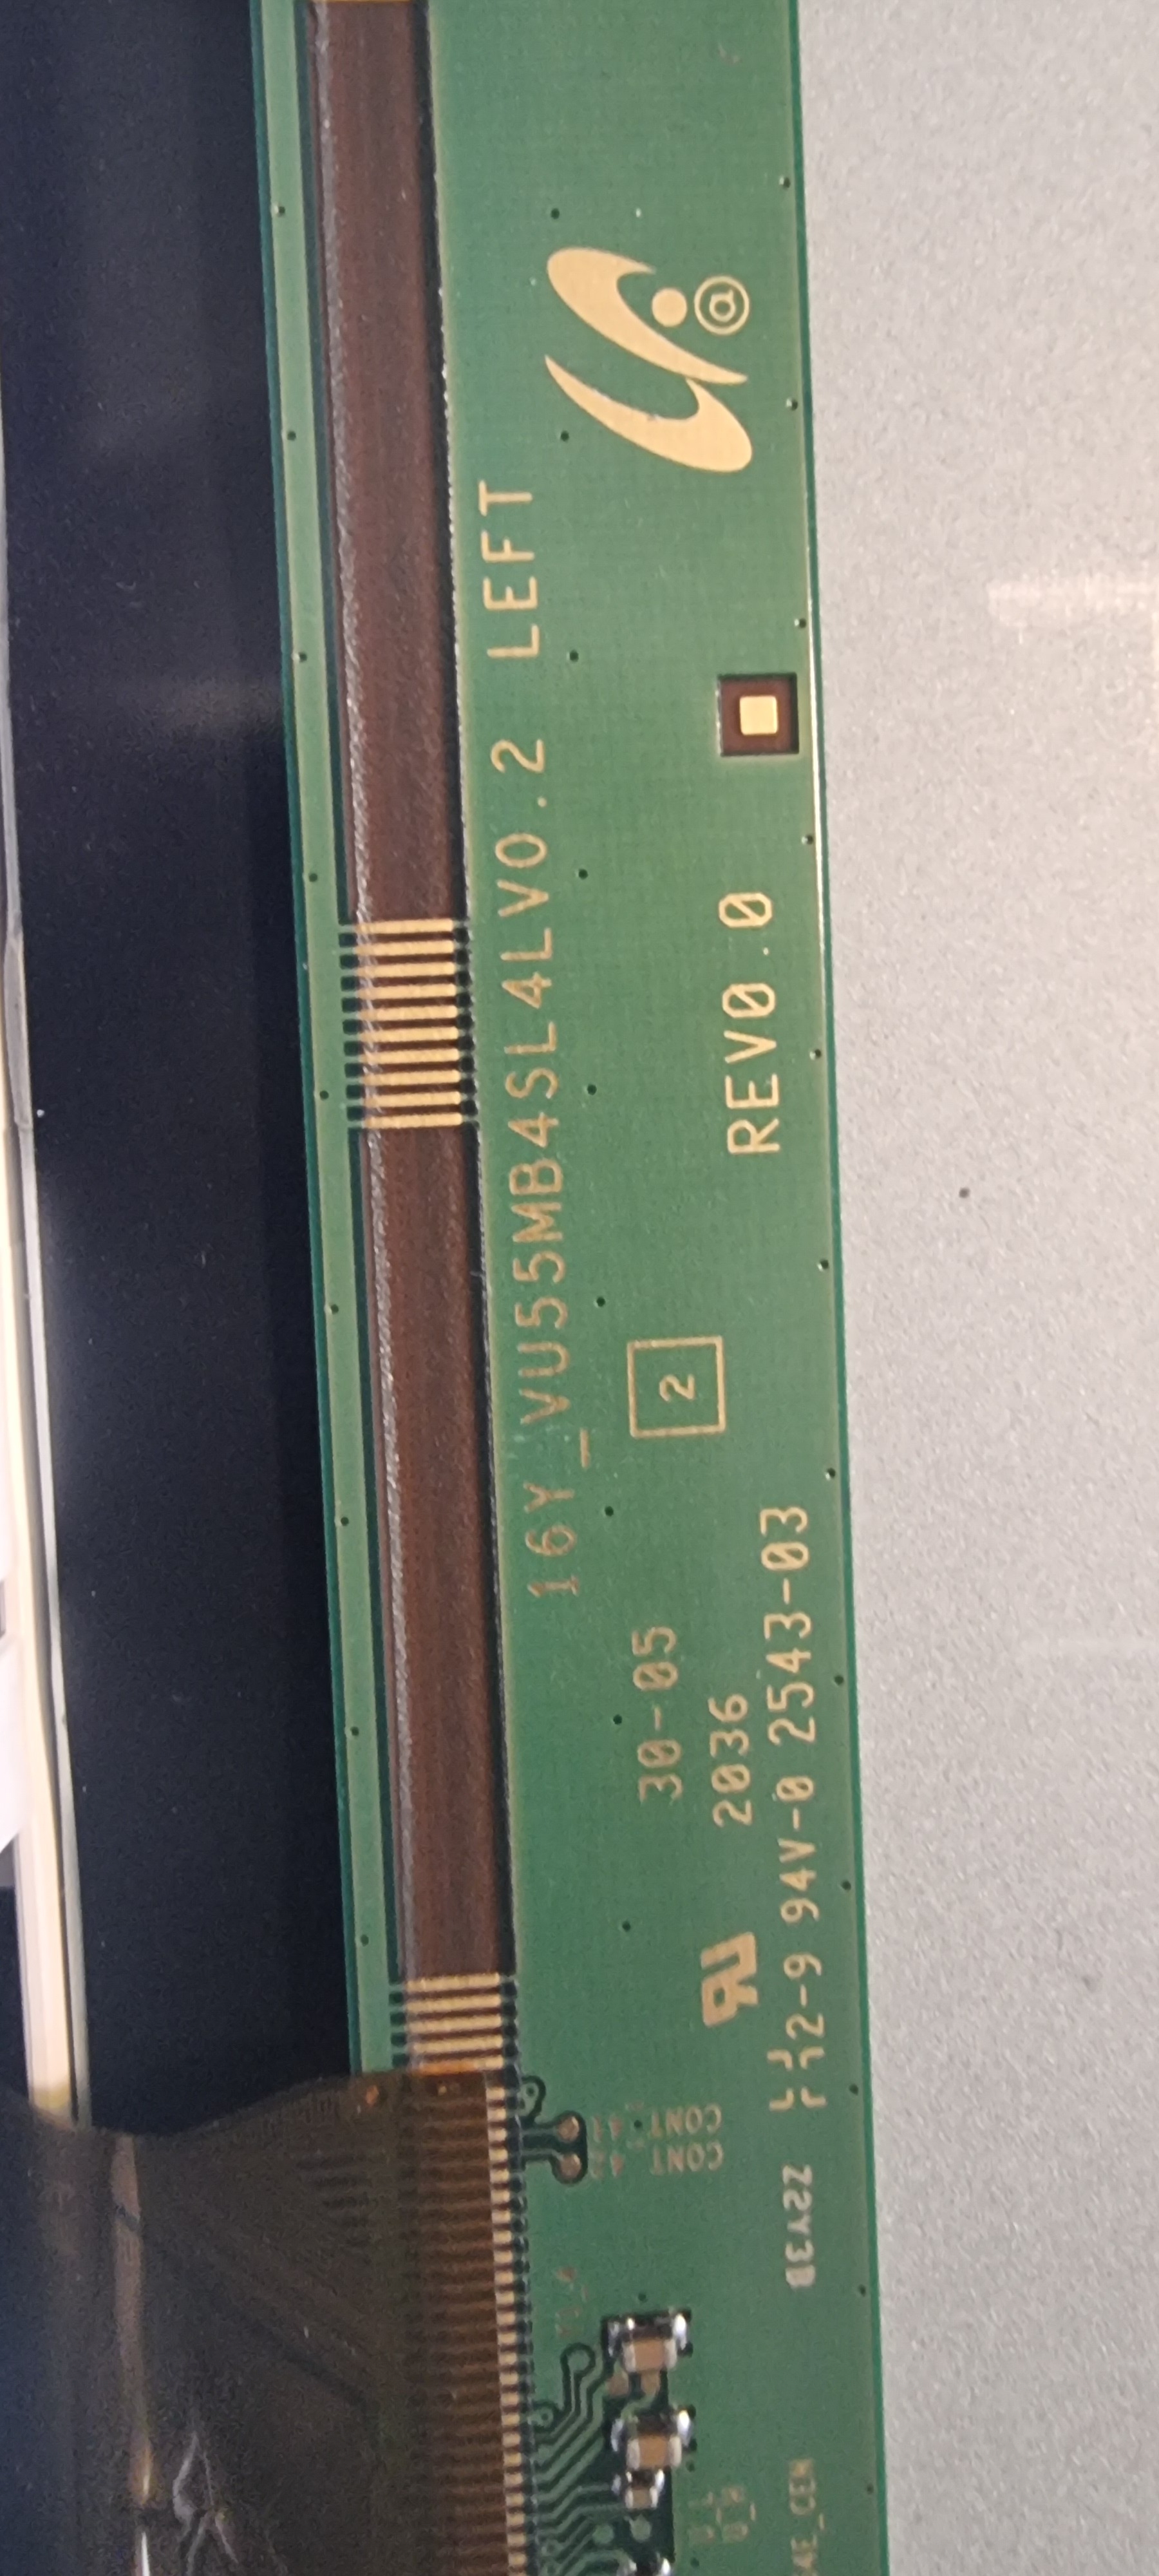 16Y_VU55MB4SL4LV0.2 LEFT
REV0.0
2
30-05
2036
94V-0 2543-03
CONT_41
CONT_42